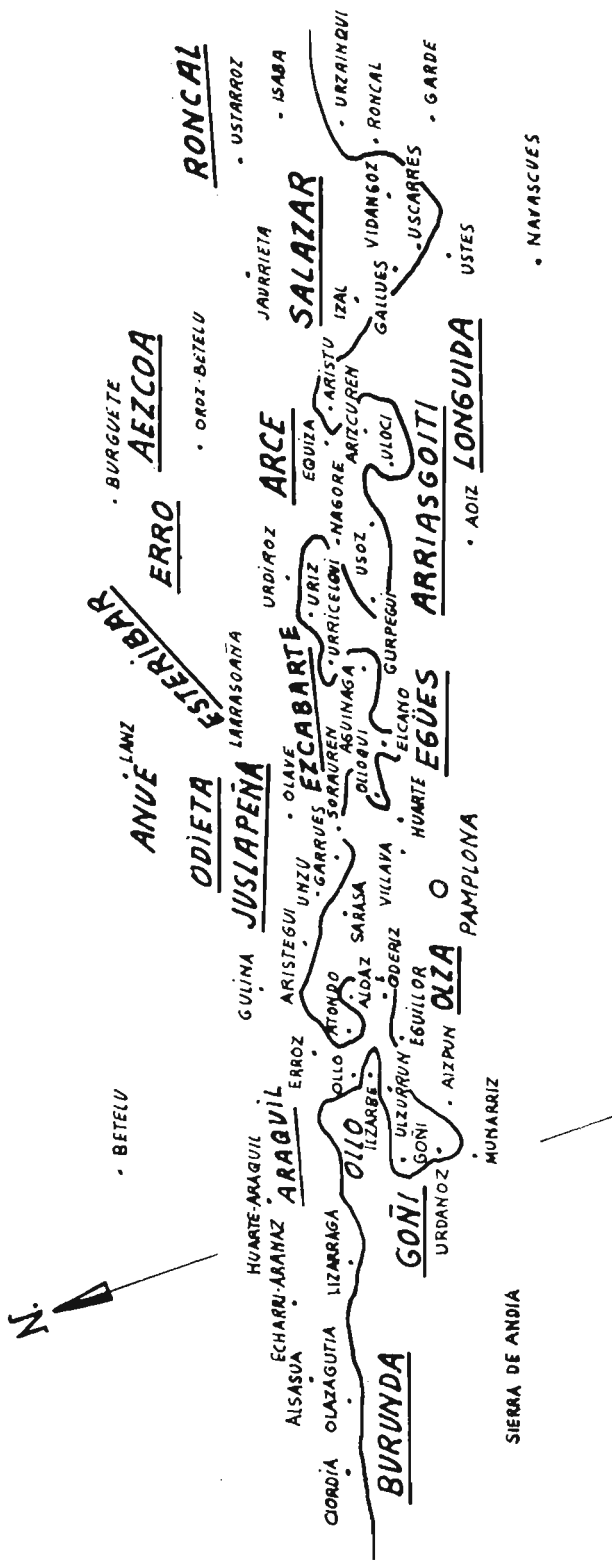 N.
BETELU
ANUE
LANZ
ESTERIBAR
ERRO
BURGUETE
AEZCOA
OROZ-BETELU
RONCAL
USTARROZ
ISABA
GULINA
ODIETA
JUSLAPEÑA
LARRASOAÑA
URDIROZ
ARCE
JAURRIETA
SALAZAR
HUARTE-ARAQUIL
ECHARRI-ARANAZ
ALSASUA
ARAQUIL
ERROZ
ARISTEGUI
UNZU
GARRUES
OLAVE
EZCABARTE
SORAUREN
URIZ
URRICELQUI
NAGORE
EQUIZA
ARISTU
ARIZCUREN
IZAL
GALLUES
VIDANGOZ
USCARRES
URZAINQUI
RONCAL
GARDE
CIORDIA
OLAZAGUTIA
LIZARRAGA
OLLO
ILZARBE
OLLO
ATONDO
ALDAZ
SARASA
AGUINAGA
OLLOQUI
USOZ
ULOCI
BURUNDA
GOÑI
GOÑI
ULZURRUN
EGUILLOR
ODERIZ
VILLAVA
HUARTE
ELCANO
GURPEGUI
EGÜES
ARRIASGOITI
LONGUIDA
AOIZ
USTES
NAVASCUES
URDANOZ
MUNARRIZ
AIZPUN
OLZA
PAMPLONA
SIERRA DE ANDIA